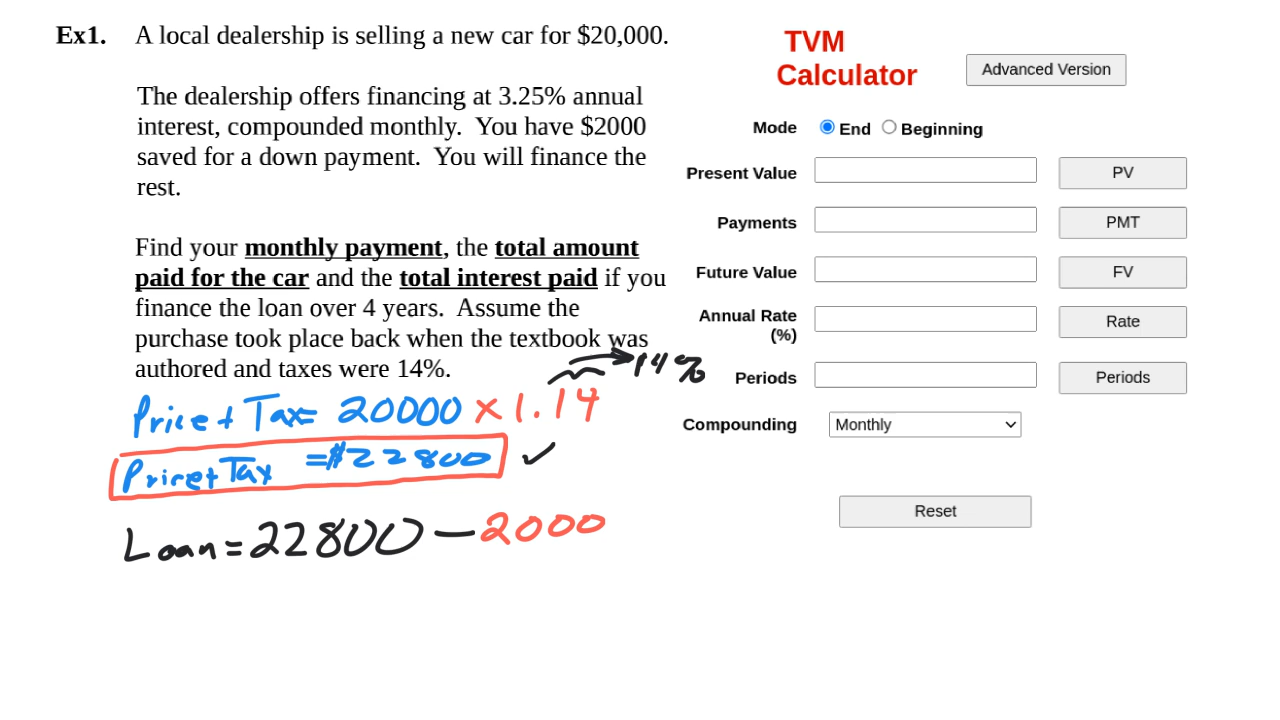 Ex1. A local dealership is selling a new car for $20,000.
The dealership offers financing at 3.25% annual
interest, compounded monthly. You have $2000
saved for a down payment. You will finance the
rest.
Find your monthly payment, the total amount
paid for the car and the total interest paid if you
finance the loan over 4 years. Assume the
purchase took place back when the textbook was
authored and taxes were 14%.
14%
Price + Tax = 20000 × 1.14
Price + Tax = $22800 ✓
Loan = 22800 — 2000
TVM
Calculator
Advanced Version
Mode End Beginning
Present Value PV
Payments PMT
Future Value FV
Annual Rate
(%) Rate
Periods Periods
Compounding Monthly
Reset